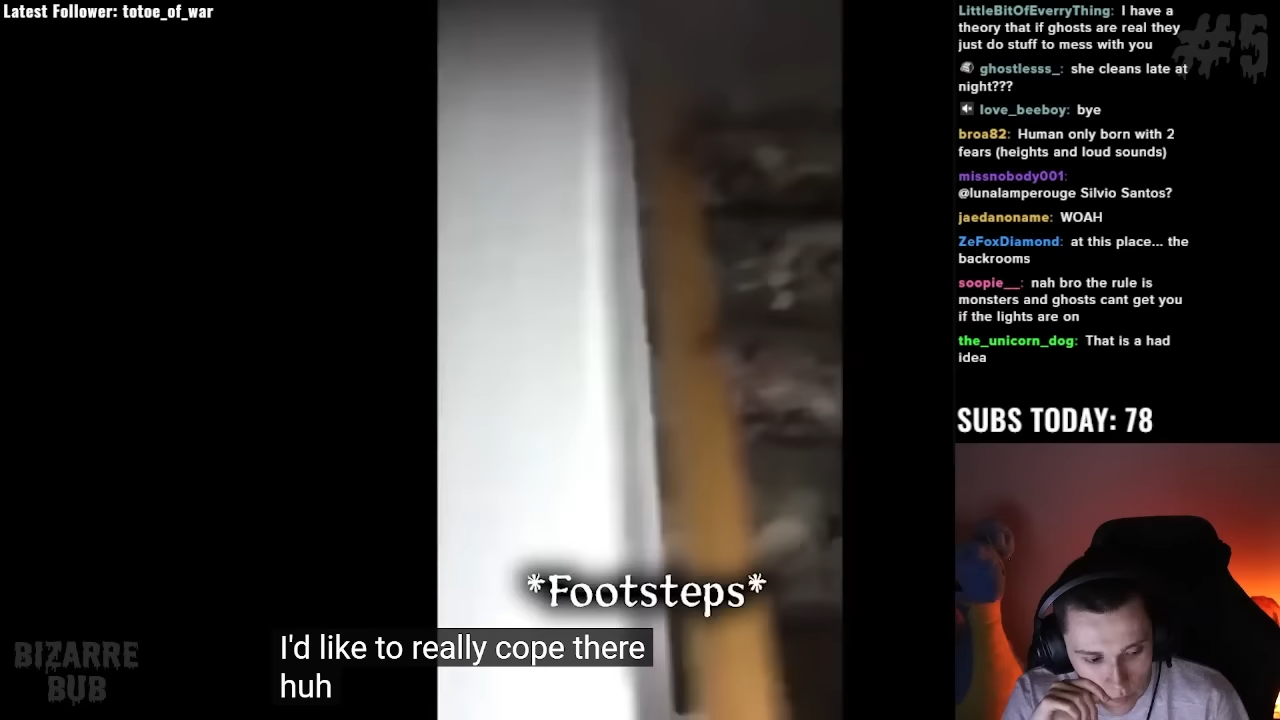 Latest Follower: totoe_of_war
LittleBitOfEverryThing: I have a
theory that if ghosts are real they
just do stuff to mess with you
#5
ghostlesss_: she cleans late at
night???
love_beeboy: bye
broa82: Human only born with 2
fears (heights and loud sounds)
missnobody001:
@lunalamperouge Silvio Santos?
jaedanoname: WOAH
ZeFoxDiamond: at this place... the
backrooms
soopie__: nah bro the rule is
monsters and ghosts cant get you
if the lights are on
the_unicorn_dog: That is a had
idea
SUBS TODAY: 78
*Footsteps*
I'd like to really cope there
huh
BIZARRE
BUB